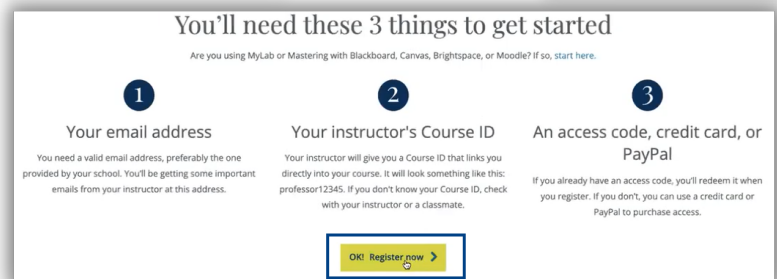 You'll need these 3 things to get started
Are you using MyLab or Mastering with Blackboard, Canvas, Brightspace, or Moodle? If so, start here.
1
Your email address
You need a valid email address, preferably the one
provided by your school. You'll be getting some important
emails from your instructor at this address.
2
Your instructor's Course ID
Your instructor will give you a Course ID that links you
directly into your course. It will look something like this:
professor12345. If you don't know your Course ID, check
with your instructor or a classmate.
3
An access code, credit card, or
PayPal
If you already have an access code, you'll redeem it when
you register. If you don't, you can use a credit card or
PayPal to purchase access.
OK! Register now